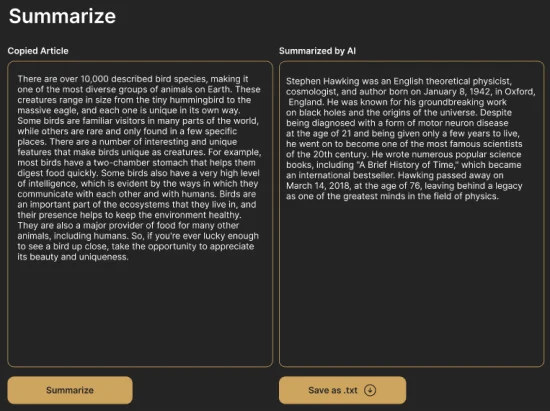 Summarize
Copied Article
There are over 10,000 described bird species, making it
one of the most diverse groups of animals on Earth. These
creatures range in size from the tiny hummingbird to the
massive eagle, and each one is unique in its own way.
Some birds are familiar visitors in many parts of the world,
while others are rare and only found in a few specific
places. There are a number of interesting and unique
features that make birds unique as creatures. For example,
most birds have a two-chamber stomach that helps them
digest food quickly. Some birds also have a very high level
of intelligence, which is evident by the ways in which they
communicate with each other and with humans. Birds are
an important part of the ecosystems that they live in, and
their presence helps to keep the environment healthy.
They are also a major provider of food for many other
animals, including humans. So, if you're ever lucky enough
to see a bird up close, take the opportunity to appreciate
its beauty and uniqueness.
Summarize
Summarized by AI
Stephen Hawking was an English theoretical physicist,
cosmologist, and author born on January 8, 1942, in Oxford,
England. He was known for his groundbreaking work
on black holes and the origins of the universe. Despite
being diagnosed with a form of motor neuron disease
at the age of 21 and being given only a few years to live,
he went on to become one of the most famous scientists
of the 20th century. He wrote numerous popular science
books, including "A Brief History of Time," which became
an international bestseller. Hawking passed away on
March 14, 2018, at the age of 76, leaving behind a legacy
as one of the greatest minds in the field of physics.
Save as .txt